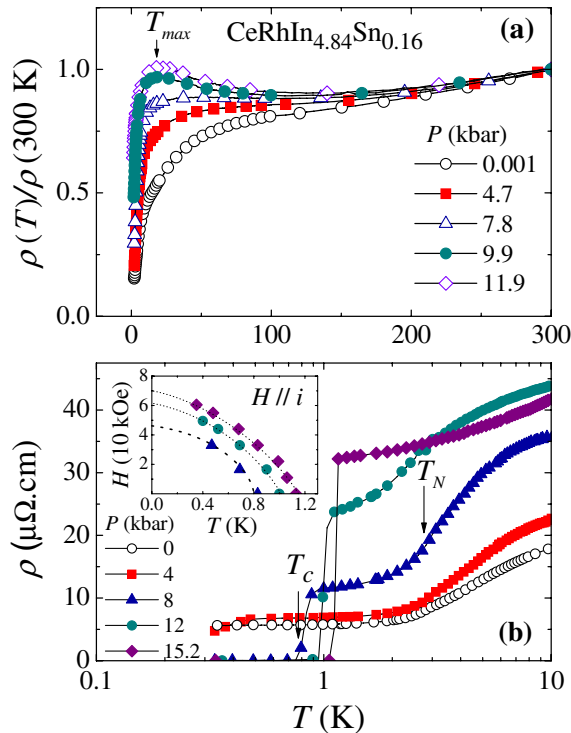 T_max
CeRhIn_4.84Sn_0.16
(a)
ρ(T)/ρ(300 K)
1.0
0.5
0.0
P (kbar)
0.001
4.7
7.8
9.9
11.9
0 100 200 300
H (10 kOe)
8
6
4
2
0
H // i
0.0 0.4 0.8 1.2
T (K)
ρ (μΩ.cm)
40
30
20
10
0
P (kbar)
0
4
8
12
15.2
T_C
T_N
(b)
0.1 1 10
T (K)